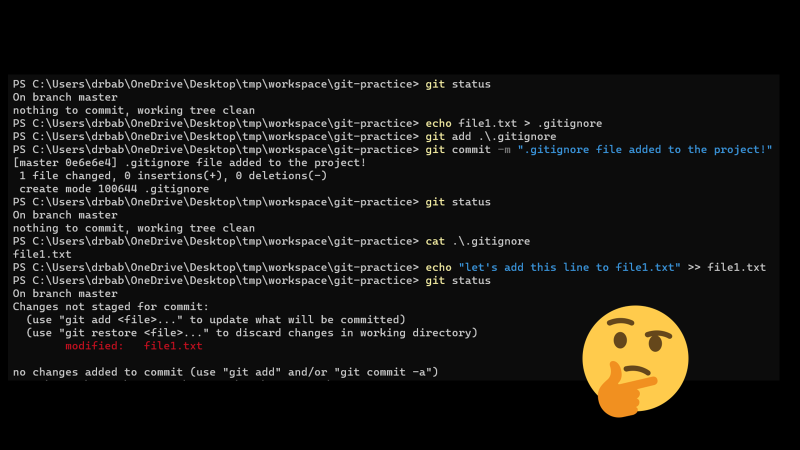 PS C:\Users\drbab\OneDrive\Desktop\tmp\workspace\git-practice> git status
On branch master
nothing to commit, working tree clean
PS C:\Users\drbab\OneDrive\Desktop\tmp\workspace\git-practice> echo file1.txt > .gitignore
PS C:\Users\drbab\OneDrive\Desktop\tmp\workspace\git-practice> git add .\.gitignore
PS C:\Users\drbab\OneDrive\Desktop\tmp\workspace\git-practice> git commit -m ".gitignore file added to the project!"
[master 0e6e6e4] .gitignore file added to the project!
 1 file changed, 0 insertions(+), 0 deletions(-)
 create mode 100644 .gitignore
PS C:\Users\drbab\OneDrive\Desktop\tmp\workspace\git-practice> git status
On branch master
nothing to commit, working tree clean
PS C:\Users\drbab\OneDrive\Desktop\tmp\workspace\git-practice> cat .\.gitignore
file1.txt
PS C:\Users\drbab\OneDrive\Desktop\tmp\workspace\git-practice> echo "let's add this line to file1.txt" >> file1.txt
PS C:\Users\drbab\OneDrive\Desktop\tmp\workspace\git-practice> git status
On branch master
Changes not staged for commit:
  (use "git add <file>..." to update what will be committed)
  (use "git restore <file>..." to discard changes in working directory)
        modified:   file1.txt

no changes added to commit (use "git add" and/or "git commit -a")